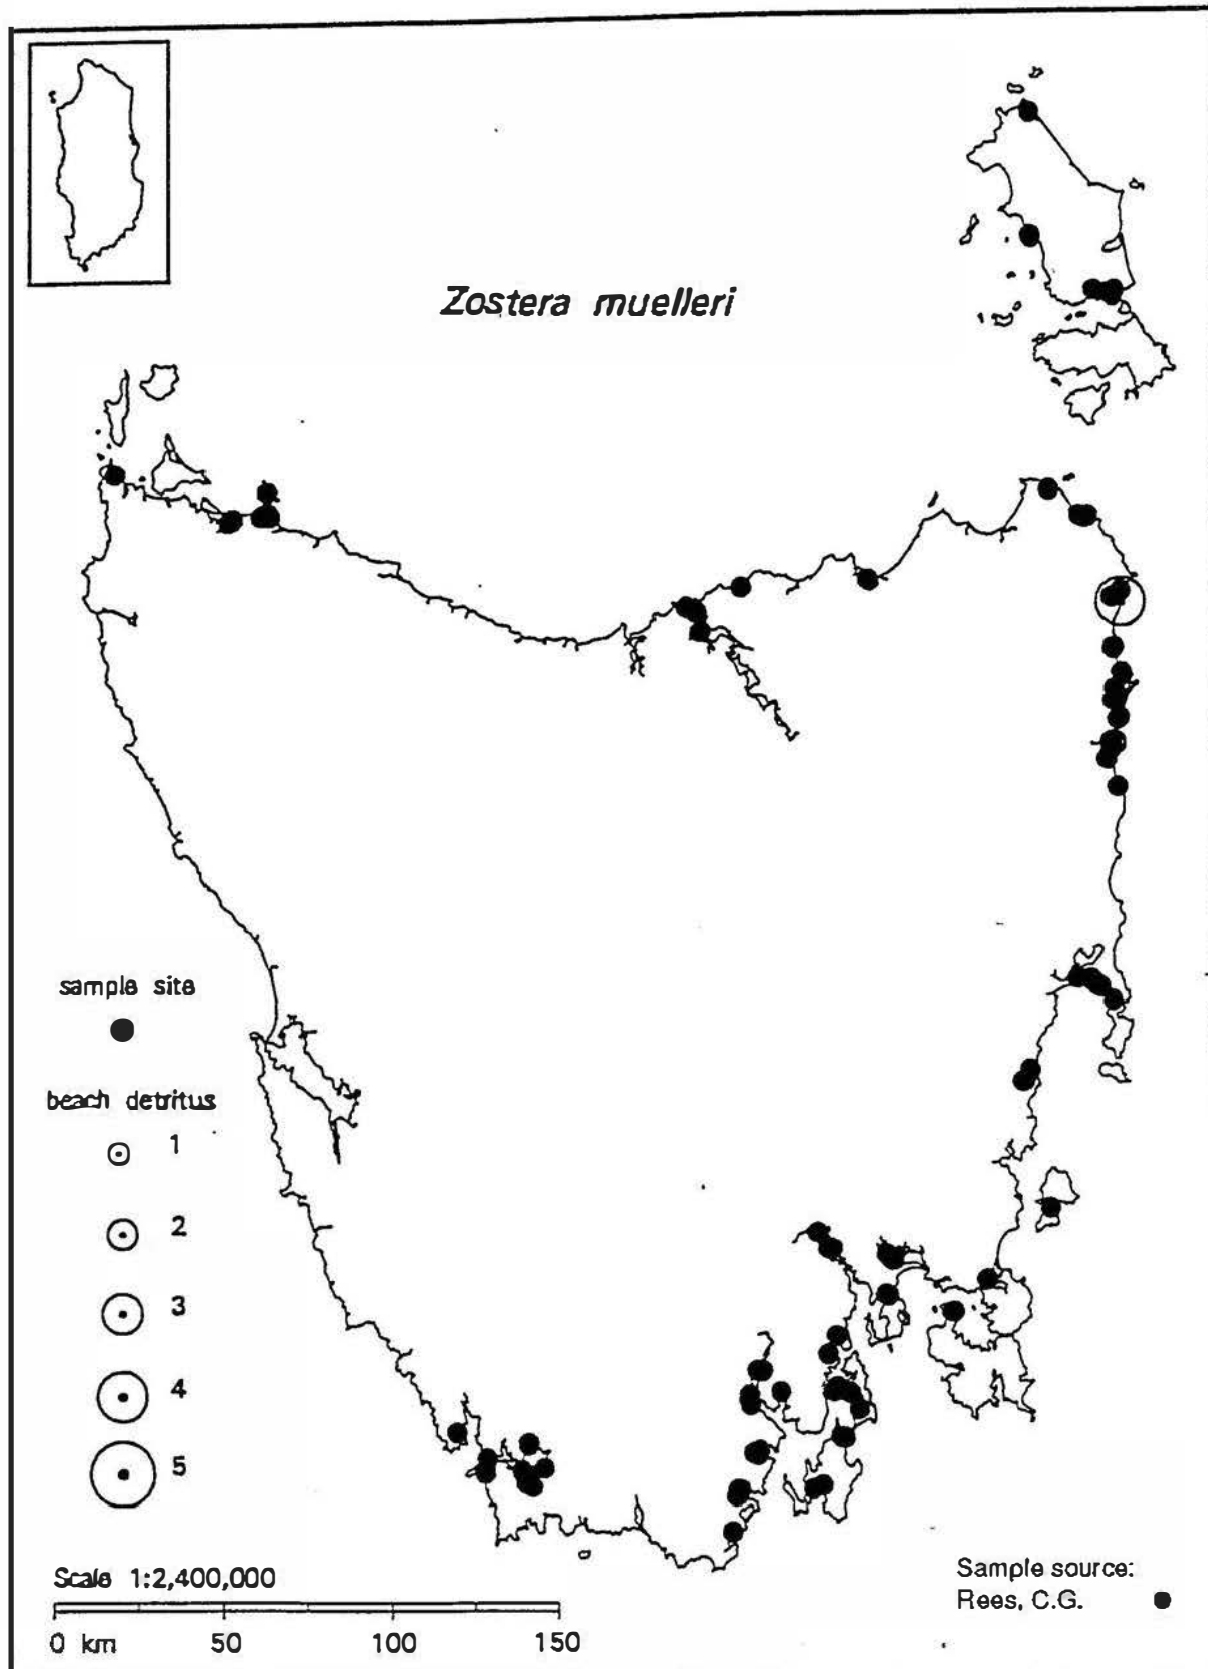 Zostera muelleri
sample site
beach detritus
1
2
3
4
5
Scale 1:2,400,000
0 km 50 100 150
Sample source:
Rees, C.G.